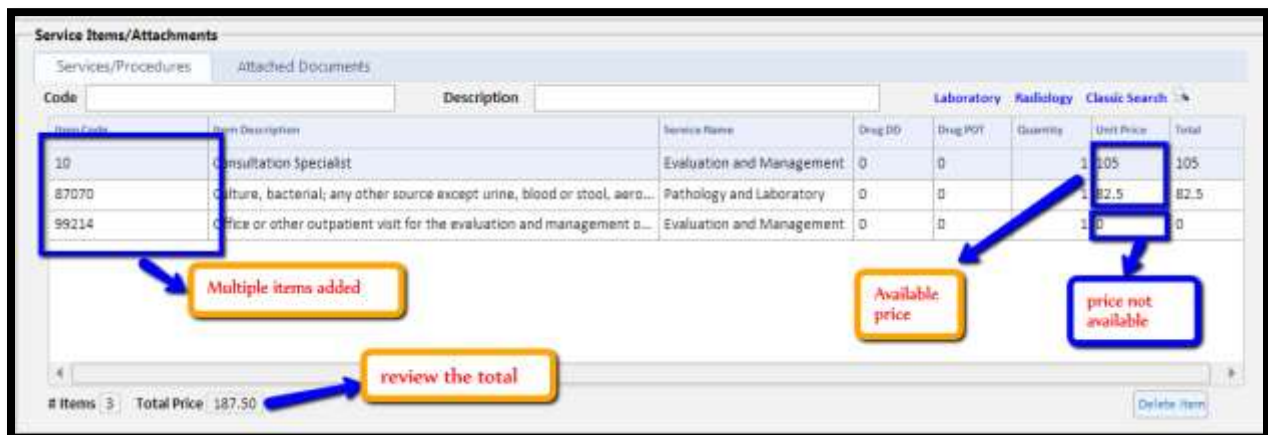 Service Items/Attachments
Services/Procedures Attached Documents
Code Description Laboratory Radiology Classic Search
Item Code Item Description Service Name Drug DD Drug POT Quantity Unit Price Total
10 Consultation Specialist Evaluation and Management 0 0 1 105 105
87070 Culture, bacterial; any other source except urine, blood or stool, aero... Pathology and Laboratory 0 0 1 82.5 82.5
99214 Office or other outpatient visit for the evaluation and management o... Evaluation and Management 0 0 1 0 0
Multiple items added
Available
price
price not
available
review the total
# Items 3 Total Price 187.50 Delete Item